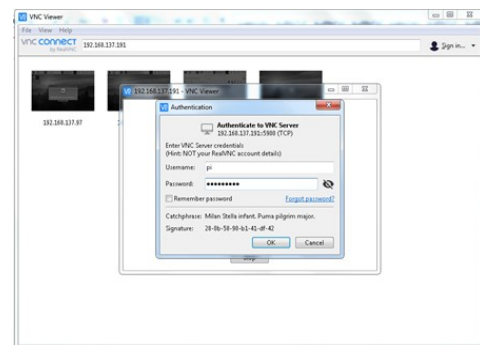 VNC Viewer
File View Help
VNC CONNECT
by RealVNC
192.168.137.191
Sign in...
192.168.137.97
192.168.137.191 - VNC Viewer
Authentication
Authenticate to VNC Server
192.168.137.191::5900 (TCP)
Enter VNC Server credentials
(Hint: NOT your RealVNC account details)
Username: pi
Password:
Remember password
Forgot password?
Catchphrase: Milan Stella infant. Puma pilgrim major.
Signature: 28-0b-58-90-b1-41-df-42
OK Cancel
Stop